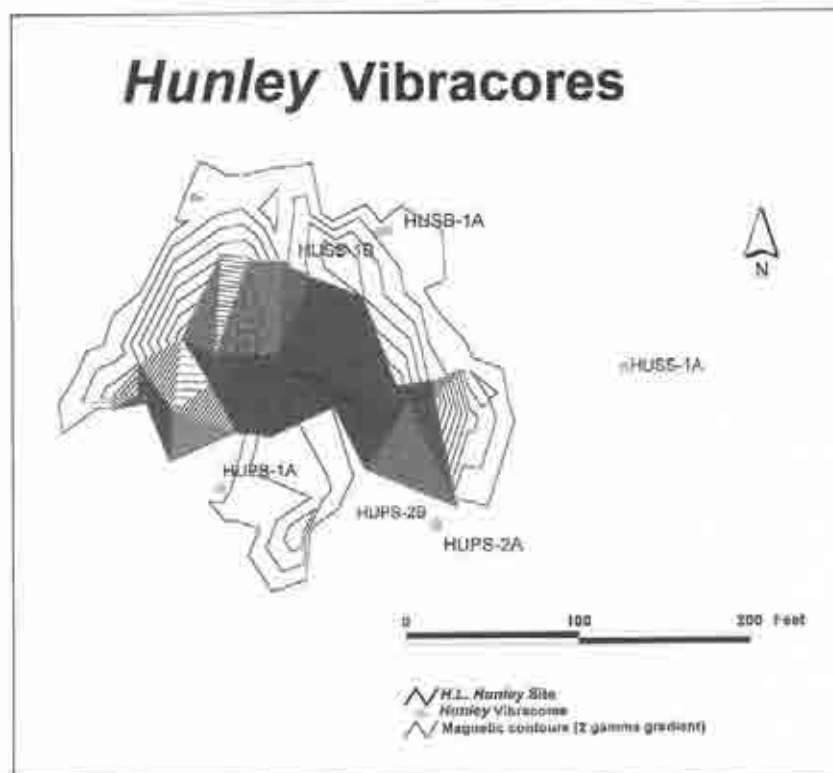 Hunley Vibracores
HUSB-1A
HUSB-1B
N
HUSS-1A
HUPS-1A
HUPS-2B
HUPS-2A
0 100 200 Feet
H.L. Hunley Site
Hunley Vibracores
Magnetic contours (2 gamma gradient)